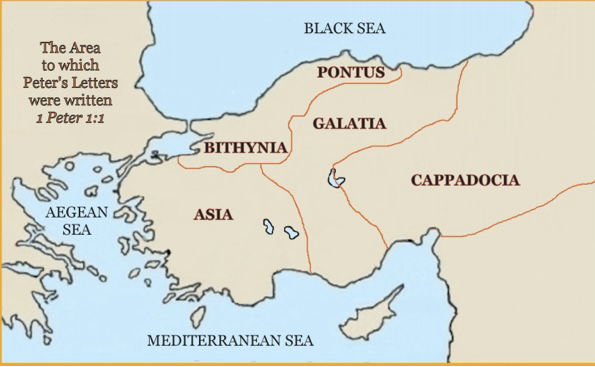 The Area
to which
Peter's Letters
were written
1 Peter 1:1
BLACK SEA
PONTUS
GALATIA
BITHYNIA
CAPPADOCIA
AEGEAN
SEA
ASIA
MEDITERRANEAN SEA